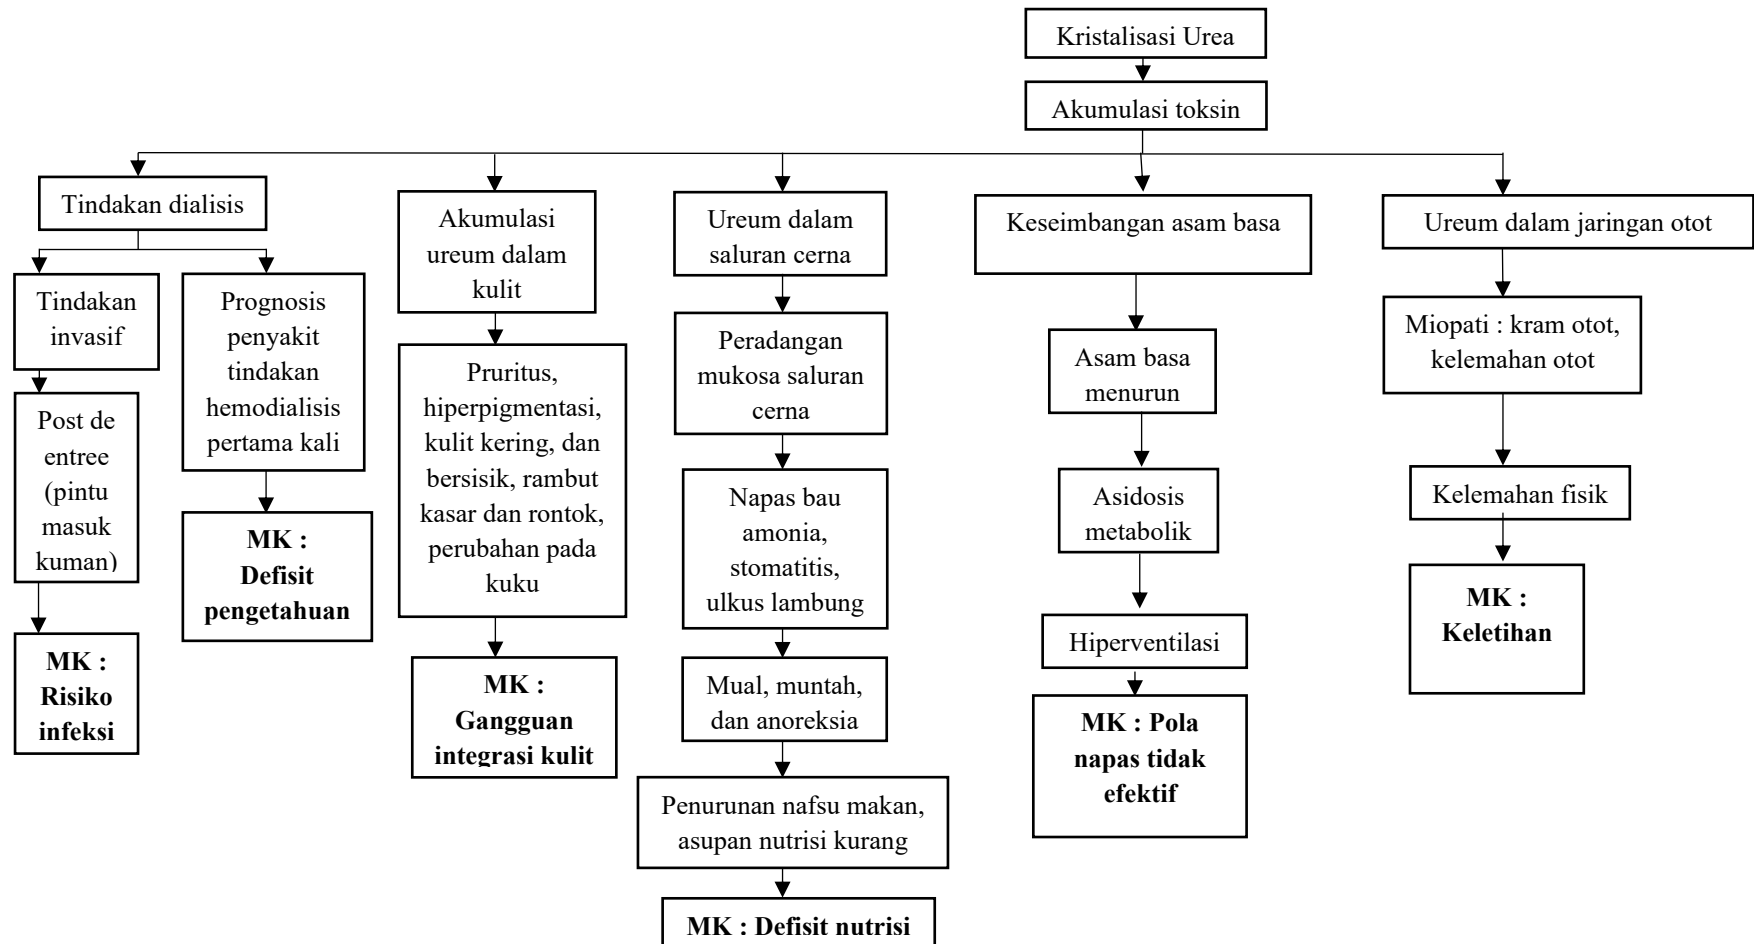 Kristalisasi Urea
Akumulasi toksin
Tindakan dialisis
Tindakan
invasif
Post de
entree
(pintu
masuk
kuman)
MK :
Risiko
infeksi
Prognosis
penyakit
tindakan
hemodialisis
pertama kali
MK :
Defisit
pengetahuan
Akumulasi
ureum dalam
kulit
Pruritus,
hiperpigmentasi,
kulit kering, dan
bersisik, rambut
kasar dan rontok,
perubahan pada
kuku
MK :
Gangguan
integrasi kulit
Ureum dalam
saluran cerna
Peradangan
mukosa saluran
cerna
Napas bau
amonia,
stomatitis,
ulkus lambung
Mual, muntah,
dan anoreksia
Penurunan nafsu makan,
asupan nutrisi kurang
MK : Defisit nutrisi
Keseimbangan asam basa
Asam basa
menurun
Asidosis
metabolik
Hiperventilasi
MK : Pola
napas tidak
efektif
Ureum dalam jaringan otot
Miopati : kram otot,
kelemahan otot
Kelemahan fisik
MK :
Keletihan